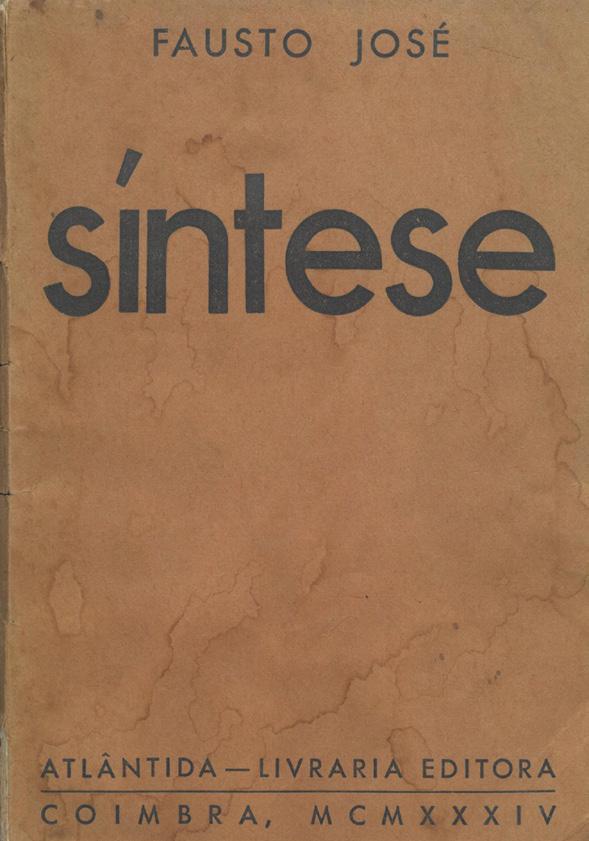 FAUSTO JOSÉ
síntese
ATLÂNTIDA — LIVRARIA EDITORA
COIMBRA, MCMXXXIV